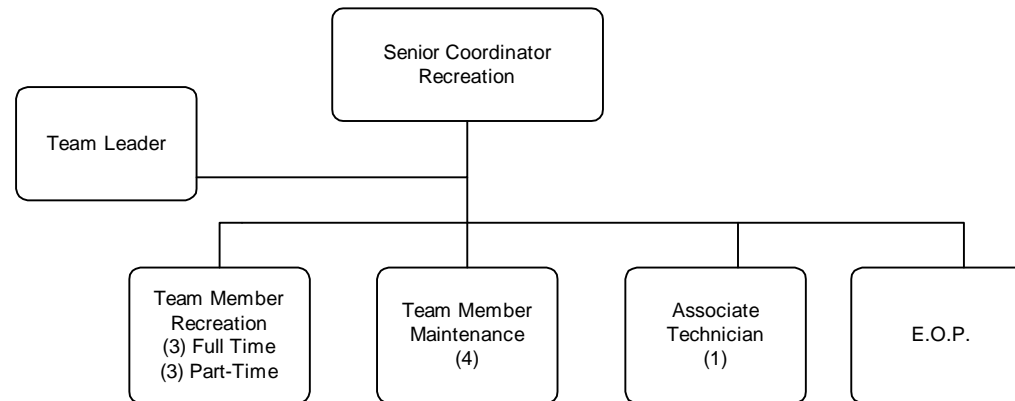 Senior Coordinator
Recreation
Team Leader
Team Member
Recreation
(3) Full Time
(3) Part-Time
Team Member
Maintenance
(4)
Associate
Technician
(1)
E.O.P.